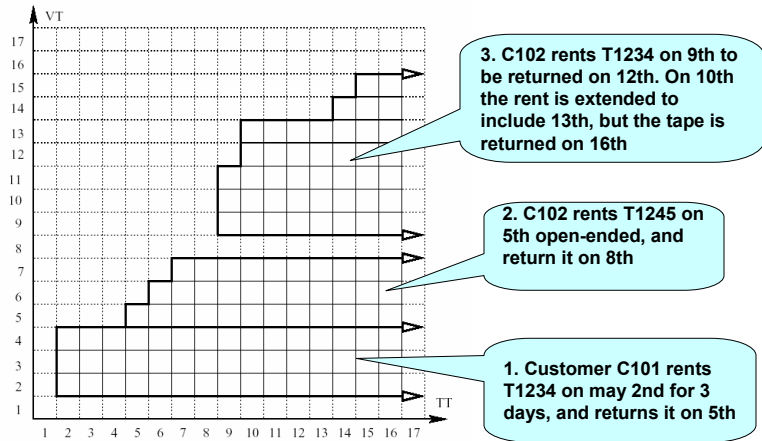 VT
17
16
15
14
13
12
11
10
9
8
7
6
5
4
3
2
1
3. C102 rents T1234 on 9th to
be returned on 12th. On 10th
the rent is extended to
include 13th, but the tape is
returned on 16th
2. C102 rents T1245 on
5th open-ended, and
return it on 8th
1. Customer C101 rents
T1234 on may 2nd for 3
days, and returns it on 5th
TT
1 2 3 4 5 6 7 8 9 10 11 12 13 14 15 16 17